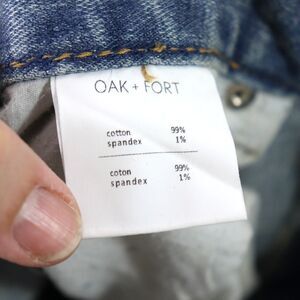 OAK + FORT
cotton 99%
spandex 1%
coton 99%
spandex 1%